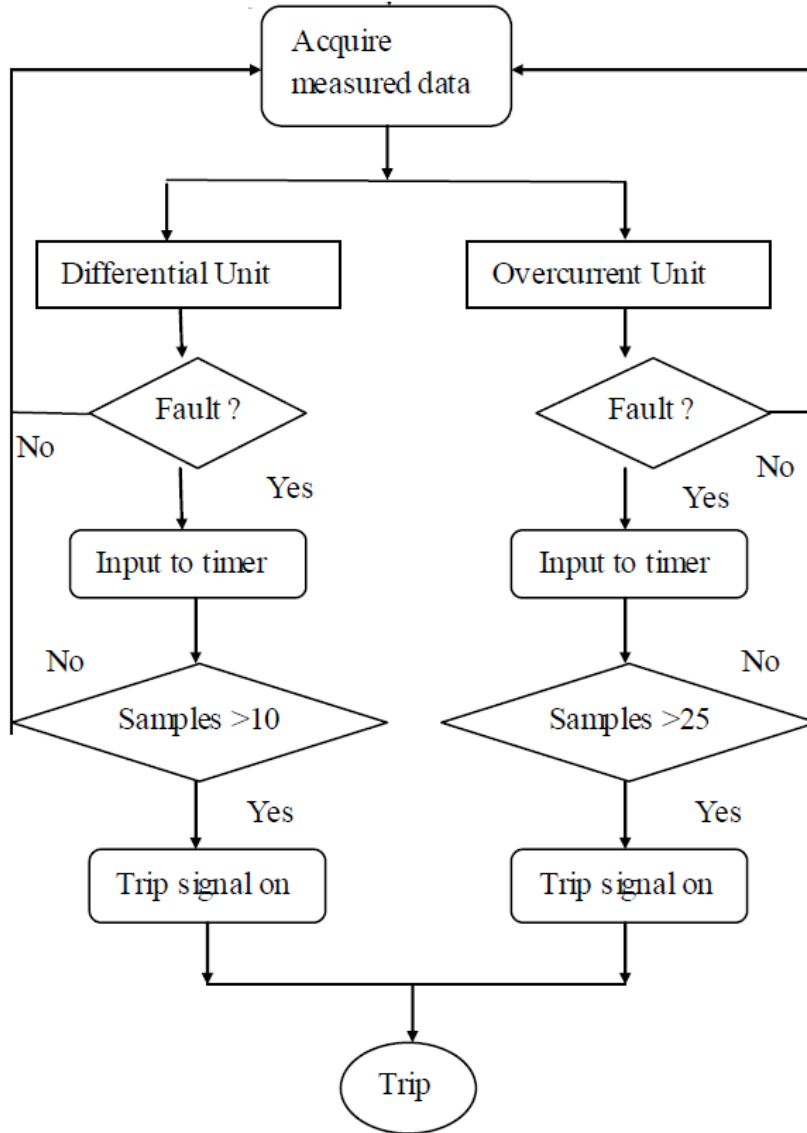 Acquire
measured data
Differential Unit
Overcurrent Unit
Fault ?
Fault ?
No
No
Yes
Yes
Input to timer
Input to timer
No
No
Samples >10
Samples >25
Yes
Yes
Trip signal on
Trip signal on
Trip